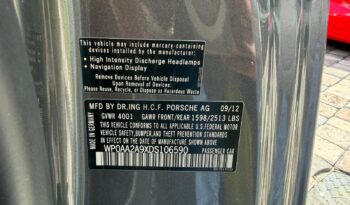 This vehicle may include mercury-containing
devices installed by the manufacturer:
• High Intensity Discharge Headlamps
• Navigation Display
Remove Devices Before Vehicle Disposal
Upon Removal of Devices
Please Reuse, Recycle, or Dispose as Hazardous Waste
MFD BY DR.ING H.C.F. PORSCHE AG 09/12
GVWR 4001 GAWR FRONT/REAR 1598/2513 LBS
THIS VEHICLE CONFORMS TO ALL APPLICABLE U.S. FEDERAL MOTOR
VEHICLE SAFETY, BUMPER, AND THEFT PREVENTION STANDARDS IN EFFECT
ON THE DATE OF MANUFACTURE SHOWN ABOVE.
WP0AA2A9XDS106590 PASSENGER CAR